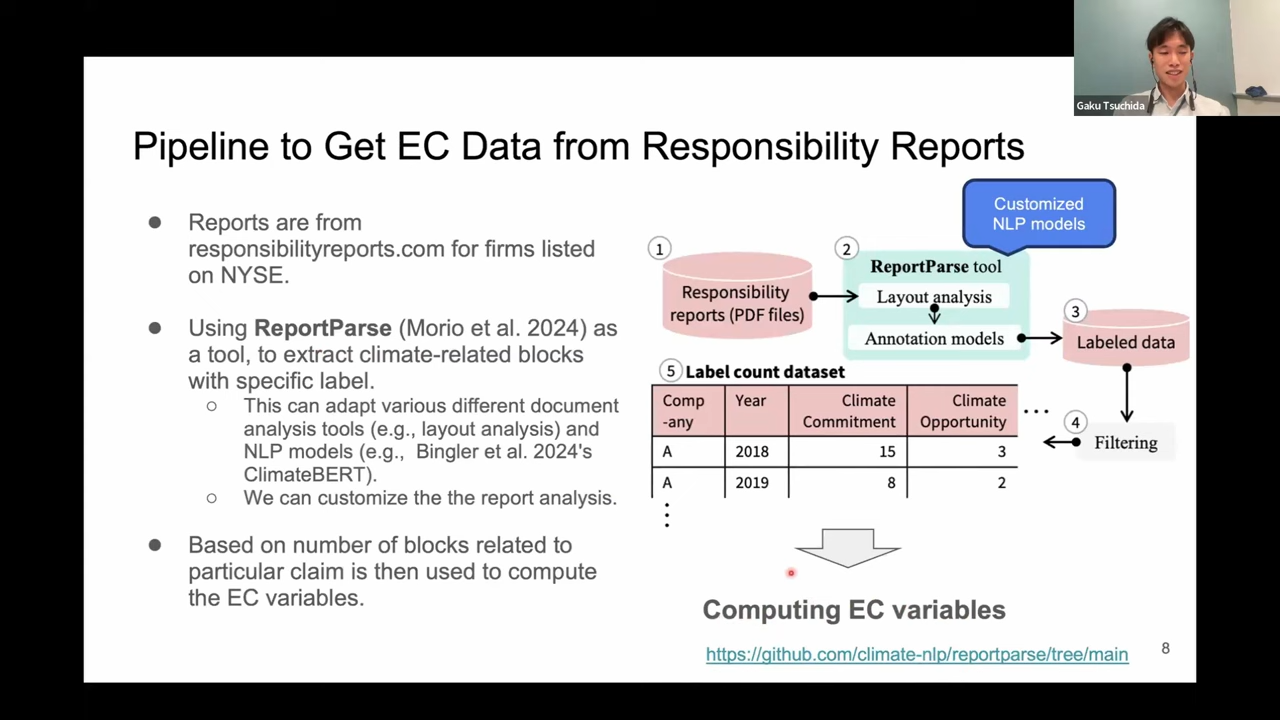 Gaku Tsuchida
Pipeline to Get EC Data from Responsibility Reports
● Reports are from
responsibilityreports.com for firms listed
on NYSE.
● Using ReportParse (Morio et al. 2024) as
a tool, to extract climate-related blocks
with specific label.
○ This can adapt various different document
analysis tools (e.g., layout analysis) and
NLP models (e.g., Bingler et al. 2024's
ClimateBERT).
○ We can customize the the report analysis.
● Based on number of blocks related to
particular claim is then used to compute
the EC variables.
Customized
NLP models
1
Responsibility
reports (PDF files)
2
ReportParse tool
Layout analysis
Annotation models
3
Labeled data
4
Filtering
5 Label count dataset
Comp
-any
Year
Climate
Commitment
Climate
Opportunity
...
A 2018 15 3
A 2019 8 2
Computing EC variables
https://github.com/climate-nlp/reportparse/tree/main
8